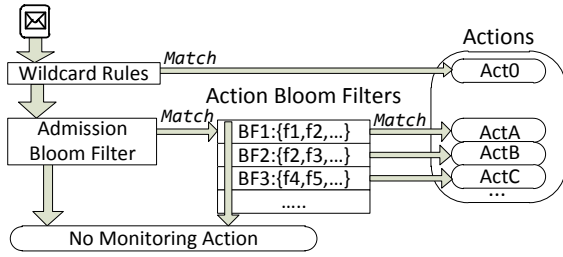 Actions
Match
Wildcard Rules
Act0
Action Bloom Filters
Match
Match
Admission
Bloom Filter
BF1:{f1,f2,...}
ActA
BF2:{f2,f3,...}
ActB
BF3:{f4,f5,...}
ActC
.....
...
No Monitoring Action